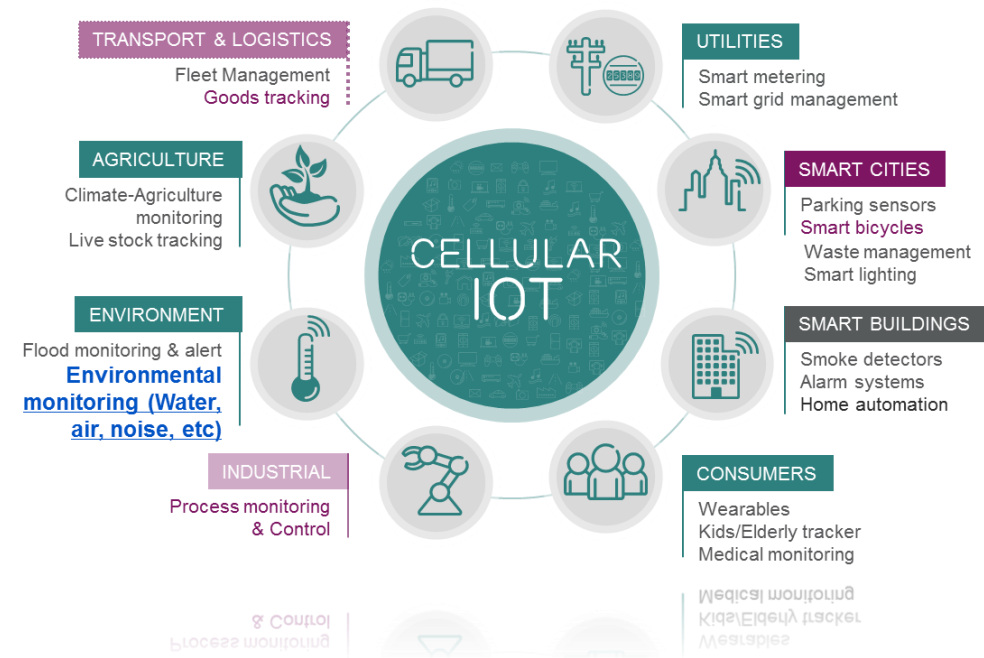 TRANSPORT & LOGISTICS
Fleet Management
Goods tracking
UTILITIES
Smart metering
Smart grid management
AGRICULTURE
Climate-Agriculture
monitoring
Live stock tracking
SMART CITIES
Parking sensors
Smart bicycles
Waste management
Smart lighting
CELLULAR
IOT
ENVIRONMENT
Flood monitoring & alert
Environmental
monitoring (Water,
air, noise, etc)
SMART BUILDINGS
Smoke detectors
Alarm systems
Home automation
INDUSTRIAL
Process monitoring
& Control
CONSUMERS
Wearables
Kids/Elderly tracker
Medical monitoring